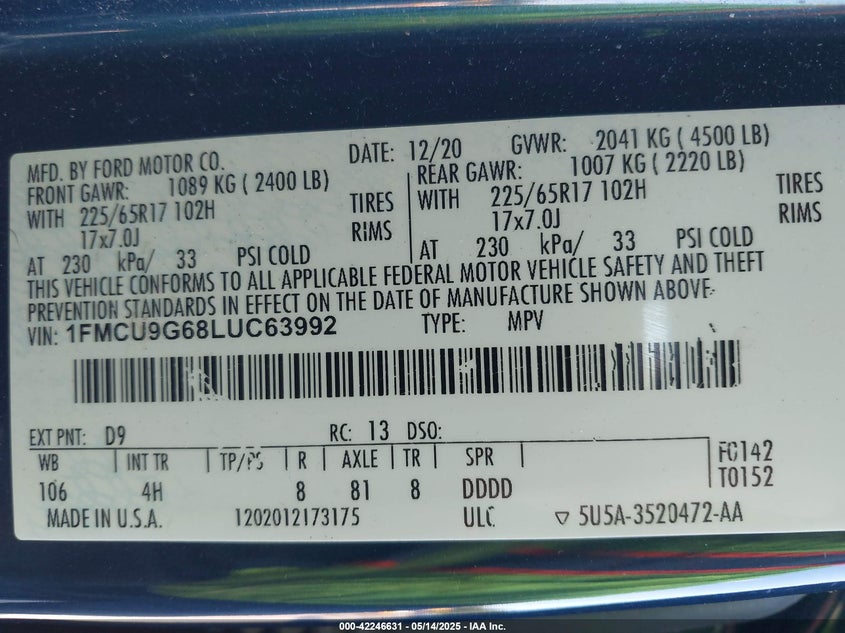 MFD. BY FORD MOTOR CO. DATE: 12/20 GVWR: 2041 KG ( 4500 LB)
FRONT GAWR: 1089 KG ( 2400 LB) REAR GAWR: 1007 KG ( 2220 LB)
WITH 225/65R17 102H TIRES WITH 225/65R17 102H TIRES
17x7.0J RIMS 17x7.0J RIMS
AT 230 kPa/ 33 PSI COLD AT 230 kPa/ 33 PSI COLD
THIS VEHICLE CONFORMS TO ALL APPLICABLE FEDERAL MOTOR VEHICLE SAFETY AND THEFT
PREVENTION STANDARDS IN EFFECT ON THE DATE OF MANUFACTURE SHOWN ABOVE.
VIN: 1FMCU9G68LUC63992 TYPE: MPV
EXT PNT: D9 RC: 13 DSO:
WB INT TR TP/PS R AXLE TR SPR FC142
106 4H 8 81 8 DDDD T0152
MADE IN U.S.A. 1202012173175 ULC ▽ 5U5A-3520472-AA
000-42246631 - 05/14/2025 - IAA Inc.